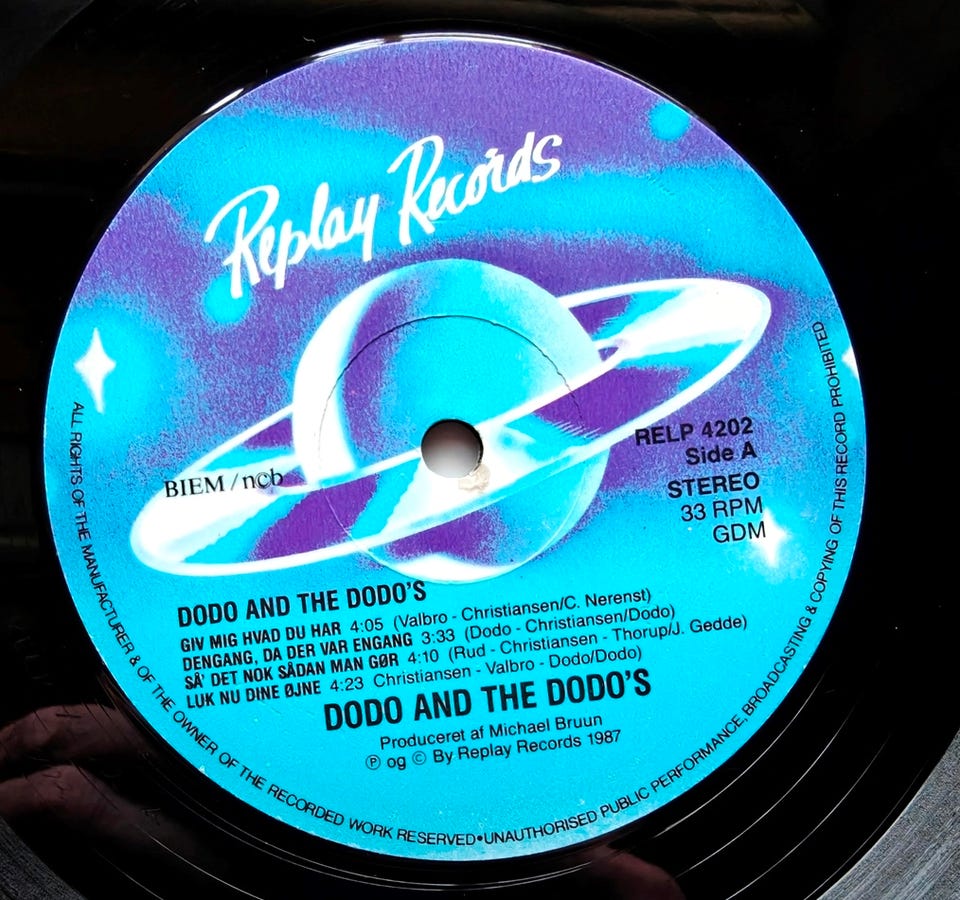 Replay Records
RELP 4202
Side A
STEREO
33 RPM
GDM
BIEM / n©b
DODO AND THE DODO'S
GIV MIG HVAD DU HAR 4:05 (Valbro - Christiansen/C. Nerenst)
DENGANG, DA DER VAR ENGANG 3:33 (Dodo - Christiansen/Dodo)
SÅ' DET NOK SÅDAN MAN GØR 4:10 (Rud - Christiansen - Thorup/J. Gedde)
LUK NU DINE ØJNE 4:23 Christiansen - Valbro - Dodo/Dodo)
DODO AND THE DODO'S
Produceret af Michael Bruun
Ⓟ og © By Replay Records 1987
ALL RIGHTS OF THE MANUFACTURER & OF THE OWNER OF THE RECORDED WORK RESERVED•UNAUTHORISED PUBLIC PERFORMANCE, BROADCASTING & COPYING OF THIS RECORD PROHIBITED